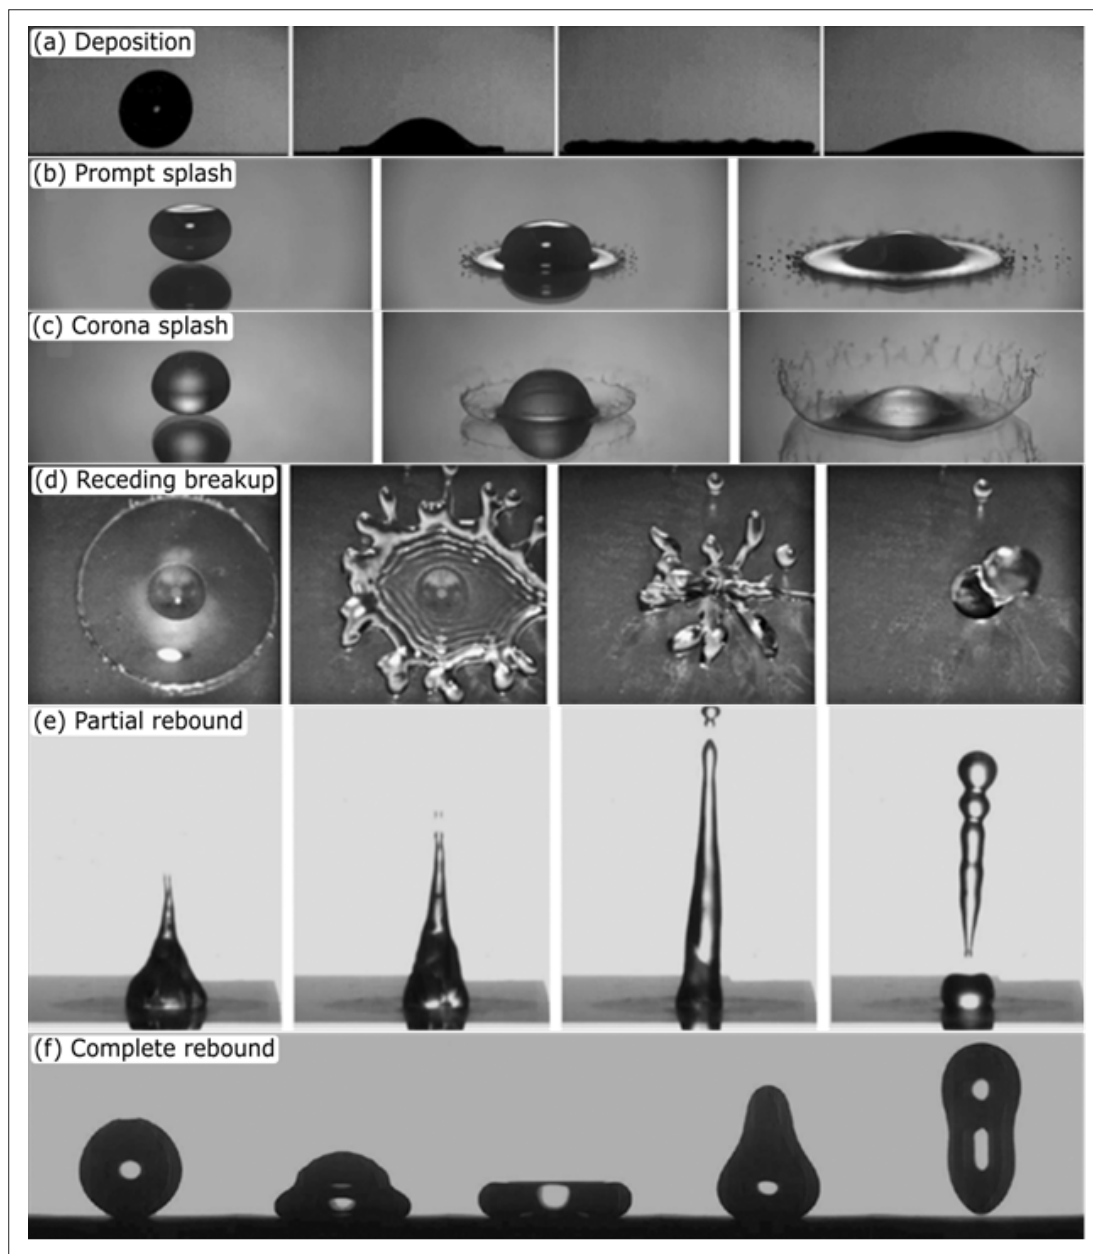 (a) Deposition
(b) Prompt splash
(c) Corona splash
(d) Receding breakup
(e) Partial rebound
(f) Complete rebound